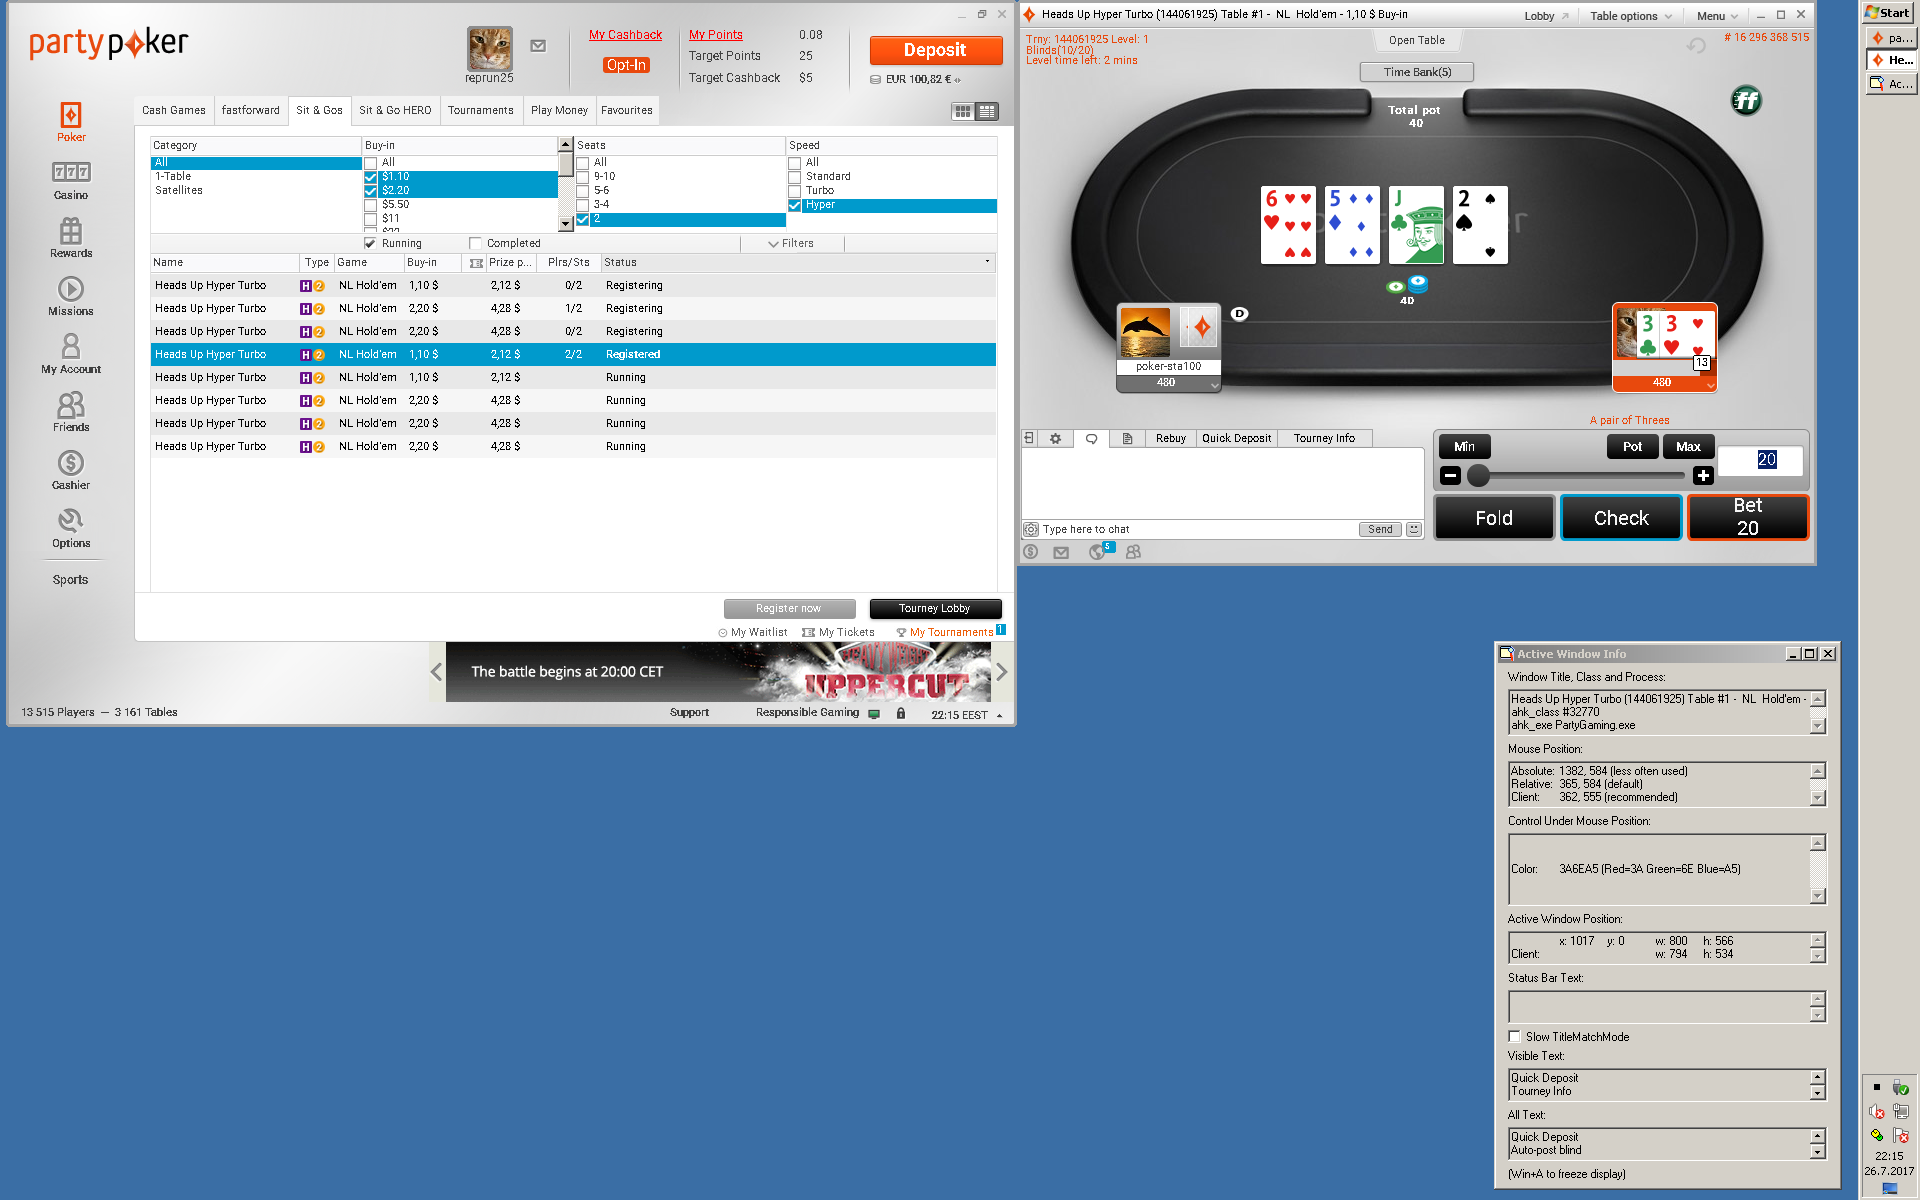 partypoker
reprun25
My Cashback
Opt-In
My Points 0.08
Target Points 25
Target Cashback $5
Deposit
EUR 100,82 €
Poker
Casino
Rewards
Missions
My Account
Friends
Cashier
Options
Sports
Cash Games fastforward Sit & Gos Sit & Go HERO Tournaments Play Money Favourites
Category Buy-in Seats Speed
All All All All
1-Table $1.10 9-10 Standard
Satellites $2.20 5-6 Turbo
$5.50 3-4 Hyper
$11 2
$22
Running Completed Filters
Name Type Game Buy-in Prize p... Plrs/Sts Status
Heads Up Hyper Turbo H 2 NL Hold'em 1,10 $ 2,12 $ 0/2 Registering
Heads Up Hyper Turbo H 2 NL Hold'em 2,20 $ 4,28 $ 1/2 Registering
Heads Up Hyper Turbo H 2 NL Hold'em 2,20 $ 4,28 $ 0/2 Registering
Heads Up Hyper Turbo H 2 NL Hold'em 1,10 $ 2,12 $ 2/2 Registered
Heads Up Hyper Turbo H 2 NL Hold'em 1,10 $ 2,12 $ Running
Heads Up Hyper Turbo H 2 NL Hold'em 2,20 $ 4,28 $ Running
Heads Up Hyper Turbo H 2 NL Hold'em 2,20 $ 4,28 $ Running
Heads Up Hyper Turbo H 2 NL Hold'em 2,20 $ 4,28 $ Running
Register now Tourney Lobby
My Waitlist My Tickets My Tournaments 1
The battle begins at 20:00 CET
HEAVY WEIGHT
UPPERCUT
13 515 Players — 3 161 Tables
Support Responsible Gaming 22:15 EEST
Heads Up Hyper Turbo (144061925) Table #1 - NL Hold'em - 1,10 $ Buy-in
Lobby Table options Menu
Trny: 144061925 Level: 1
Blinds(10/20)
Level time left: 2 mins
Open Table
# 16 296 368 515
Time Bank(5)
ff
Total pot
40
6 5 J 2
40
D
poker-sta100
480
3 3
13
480
A pair of Threes
Rebuy Quick Deposit Tourney Info
Type here to chat Send
5
Min Pot Max 20
Fold Check Bet
20
Active Window Info
Window Title, Class and Process:
Heads Up Hyper Turbo (144061925) Table #1 - NL Hold'em -
ahk_class #32770
ahk_exe PartyGaming.exe
Mouse Position:
Absolute: 1382, 584 (less often used)
Relative: 365, 584 (default)
Client: 362, 555 (recommended)
Control Under Mouse Position:
Color: 3A6EA5 (Red=3A Green=6E Blue=A5)
Active Window Position:
x: 1017 y: 0 w: 800 h: 566
Client: w: 794 h: 534
Status Bar Text:
Slow TitleMatchMode
Visible Text:
Quick Deposit
Tourney Info
All Text:
Quick Deposit
Auto-post blind
(Win+A to freeze display)
Start
pa...
He...
Ac...
22:15
26.7.2017